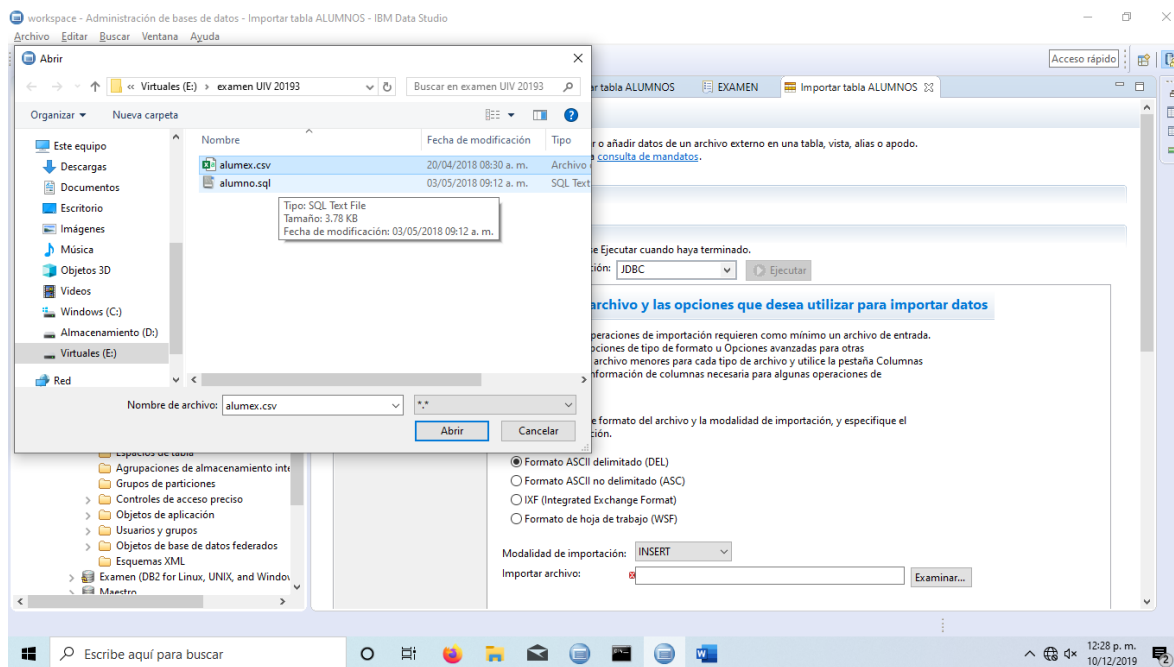 workspace - Administración de bases de datos - Importar tabla ALUMNOS - IBM Data Studio
Archivo Editar Buscar Ventana Ayuda
Acceso rápido
Abrir
« Virtuales (E:) › examen UIV 20193
Buscar en examen UIV 20193
Organizar
Nueva carpeta
Este equipo
Descargas
Documentos
Escritorio
Imágenes
Música
Objetos 3D
Videos
Windows (C:)
Almacenamiento (D:)
Virtuales (E:)
Red
Nombre Fecha de modificación Tipo
alumex.csv 20/04/2018 08:30 a. m. Archivo
alumno.sql 03/05/2018 09:12 a. m. SQL Text
Tipo: SQL Text File
Tamaño: 3.78 KB
Fecha de modificación: 03/05/2018 09:12 a. m.
Nombre de archivo: alumex.csv
*.*
Abrir Cancelar
ar tabla ALUMNOS EXAMEN Importar tabla ALUMNOS
r o añadir datos de un archivo externo en una tabla, vista, alias o apodo.
a consulta de mandatos.
se Ejecutar cuando haya terminado.
ción: JDBC Ejecutar
archivo y las opciones que desea utilizar para importar datos
peraciones de importación requieren como mínimo un archivo de entrada.
pciones de tipo de formato u Opciones avanzadas para otras
archivo menores para cada tipo de archivo y utilice la pestaña Columnas
nformación de columnas necesaria para algunas operaciones de
e formato del archivo y la modalidad de importación, y especifique el
ción.
Formato ASCII delimitado (DEL)
Formato ASCII no delimitado (ASC)
IXF (Integrated Exchange Format)
Formato de hoja de trabajo (WSF)
Modalidad de importación: INSERT
Importar archivo: Examinar...
Espacios de tabla
Agrupaciones de almacenamiento inte
Grupos de particiones
Controles de acceso preciso
Objetos de aplicación
Usuarios y grupos
Objetos de base de datos federados
Esquemas XML
Examen (DB2 for Linux, UNIX, and Window
Maestro
Escribe aquí para buscar
12:28 p. m.
10/12/2019
2